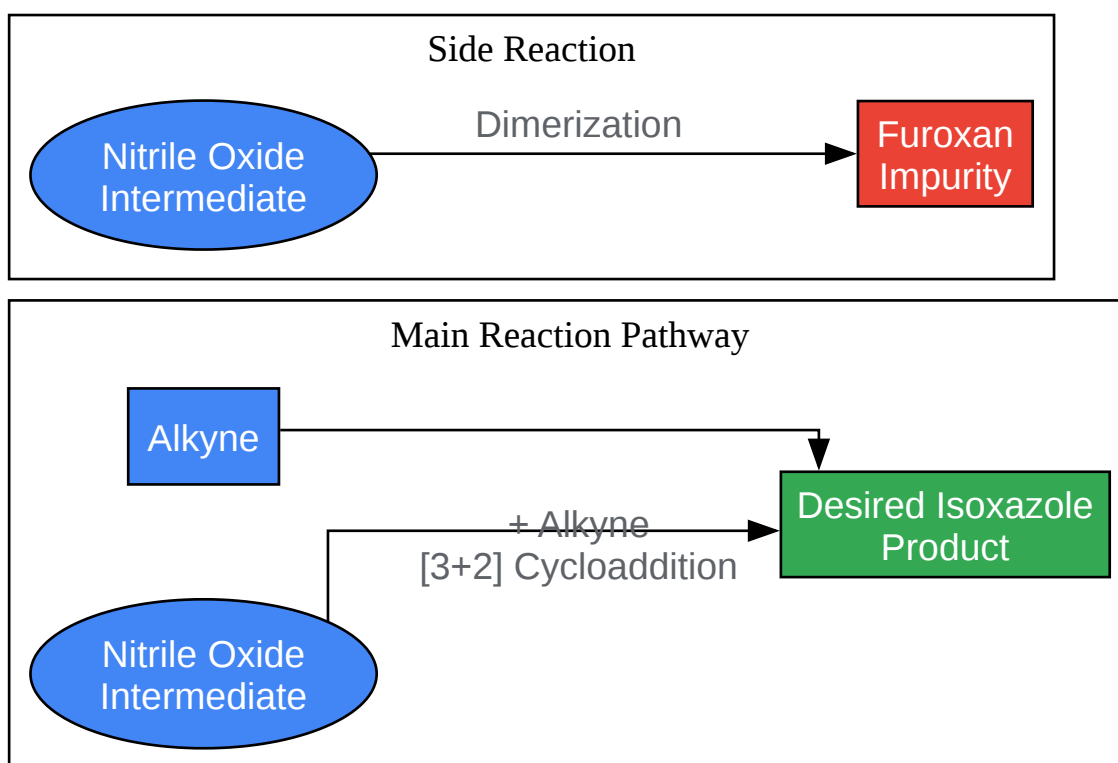 Side Reaction
Nitrile Oxide
Intermediate
Dimerization
Furoxan
Impurity
Main Reaction Pathway
Alkyne
+ Alkyne
[3+2] Cycloaddition
Desired Isoxazole
Product
Nitrile Oxide
Intermediate